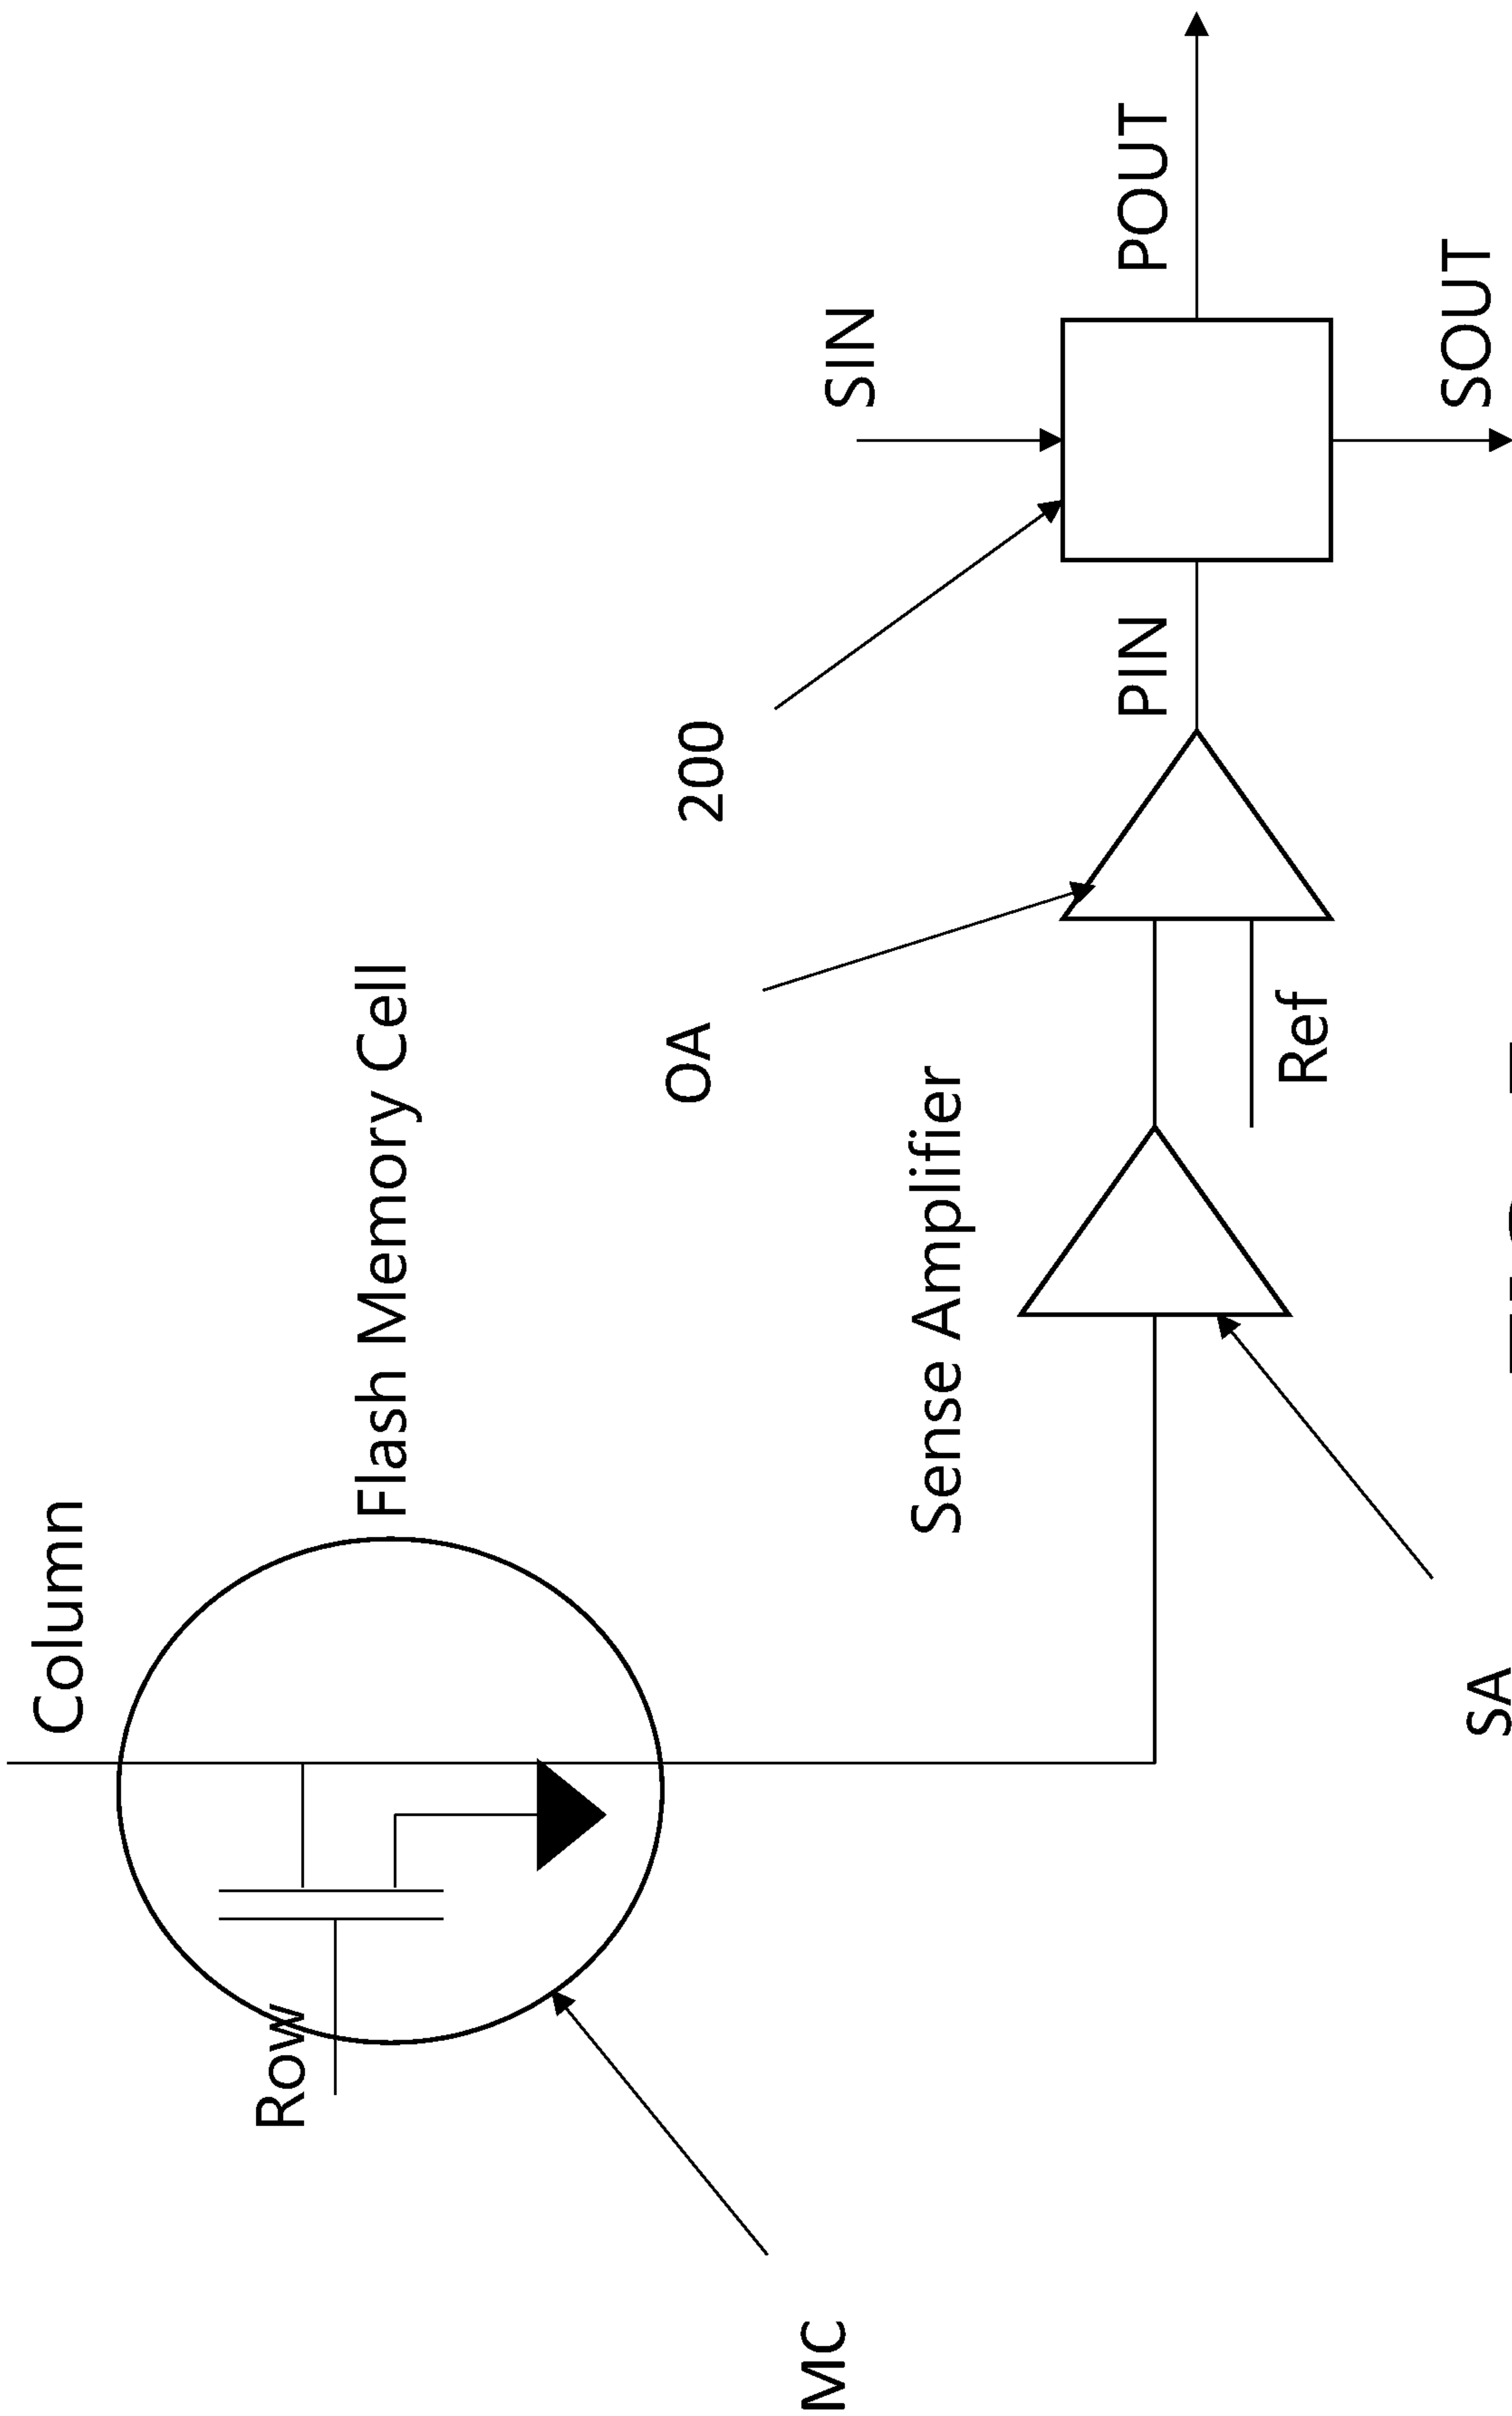 Column
Row
Flash Memory Cell
MC
OA
200
SIN
Sense Amplifier
PIN
POUT
Ref
SA
SOUT